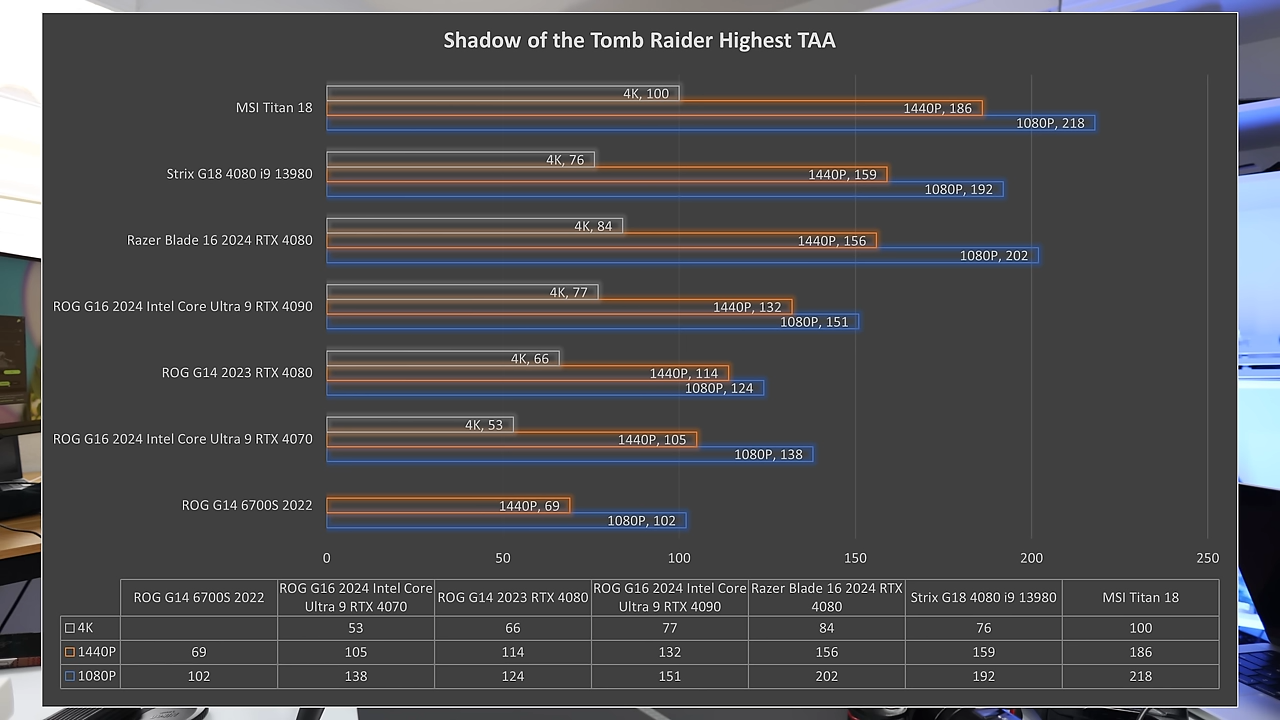 Shadow of the Tomb Raider Highest TAA
MSI Titan 18
4K, 100
1440P, 186
1080P, 218
Strix G18 4080 i9 13980
4K, 76
1440P, 159
1080P, 192
Razer Blade 16 2024 RTX 4080
4K, 84
1440P, 156
1080P, 202
ROG G16 2024 Intel Core Ultra 9 RTX 4090
4K, 77
1440P, 132
1080P, 151
ROG G14 2023 RTX 4080
4K, 66
1440P, 114
1080P, 124
ROG G16 2024 Intel Core Ultra 9 RTX 4070
4K, 53
1440P, 105
1080P, 138
ROG G14 6700S 2022
1440P, 69
1080P, 102
0 50 100 150 200 250
ROG G14 6700S 2022
ROG G16 2024 Intel Core
Ultra 9 RTX 4070
ROG G14 2023 RTX 4080
ROG G16 2024 Intel Core
Ultra 9 RTX 4090
Razer Blade 16 2024 RTX
4080
Strix G18 4080 i9 13980
MSI Titan 18
4K 53 66 77 84 76 100
1440P 69 105 114 132 156 159 186
1080P 102 138 124 151 202 192 218